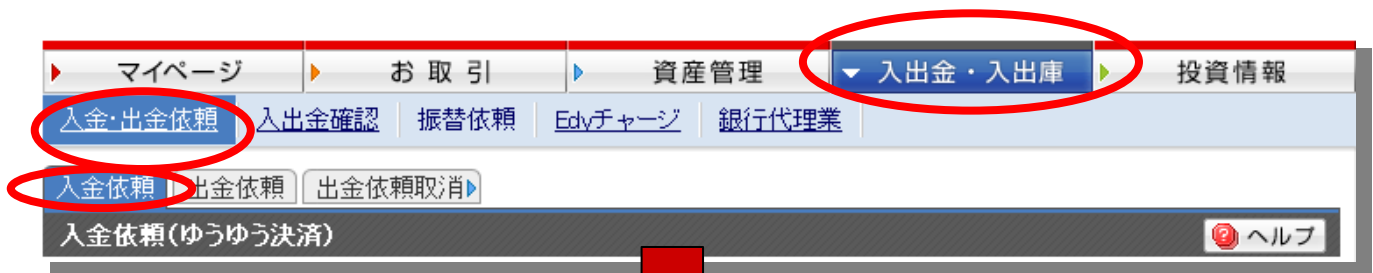 マイページ お取引 資産管理 入出金・入出庫 投資情報
入金・出金依頼 入出金確認 振替依頼 Edyチャージ 銀行代理業
入金依頼 出金依頼 出金依頼取消
入金依頼(ゆうゆう決済) ヘルプ